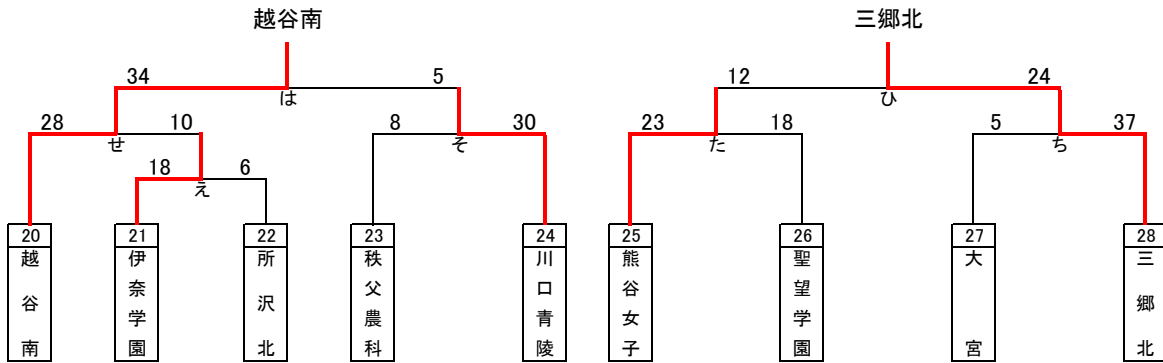 越谷南 三郷北
34 5 12 24
は ひ
28 10 8 30 23 18 5 37
せ そ た ち
18 6
え
20 21 22 23 24 25 26 27 28
越谷南
伊奈学園
所沢北
秩父農科
川口青陵
熊谷女子
聖望学園
大宮
三郷北